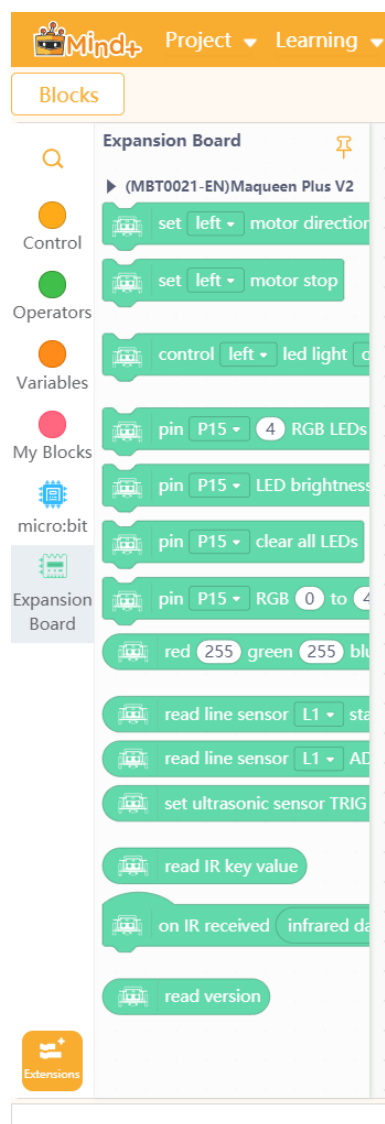 Mind+ Project Learning
Blocks
Expansion Board
(MBT0021-EN)Maqueen Plus V2
Control
Operators
Variables
My Blocks
micro:bit
Expansion
Board
set left motor direction
set left motor stop
control left led light
pin P15 4 RGB LEDs
pin P15 LED brightness
pin P15 clear all LEDs
pin P15 RGB 0 to 4
red 255 green 255
read line sensor L1
read line sensor L1
set ultrasonic sensor TRIG
read IR key value
on IR received infrared
read version
Extensions